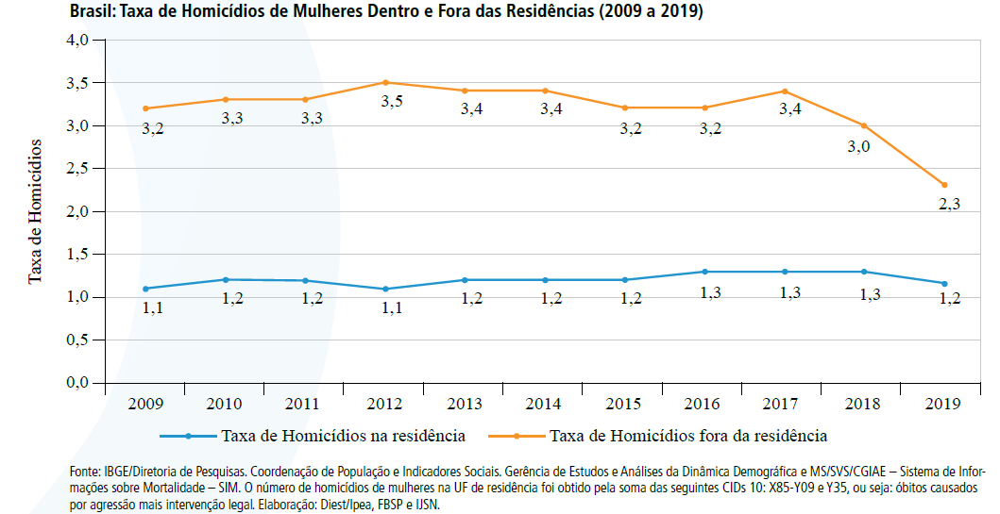 Brasil: Taxa de Homicídios de Mulheres Dentro e Fora das Residências (2009 a 2019)
4,0
3,5
3,0
2,5
2,0
1,5
1,0
0,5
0,0
Taxa de Homicídios
3,2 3,3 3,3 3,5 3,4 3,4 3,2 3,2 3,4 3,0 2,3
1,1 1,2 1,2 1,1 1,2 1,2 1,2 1,3 1,3 1,3 1,2
2009 2010 2011 2012 2013 2014 2015 2016 2017 2018 2019
Taxa de Homicídios na residência Taxa de Homicídios fora da residência
Fonte: IBGE/Diretoria de Pesquisas. Coordenação de População e Indicadores Sociais. Gerência de Estudos e Análises da Dinâmica Demográfica e MS/SVS/CGIAE – Sistema de Infor-
mações sobre Mortalidade – SIM. O número de homicídios de mulheres na UF de residência foi obtido pela soma das seguintes CIDs 10: X85-Y09 e Y35, ou seja: óbitos causados
por agressão mais intervenção legal. Elaboração: Diest/Ipea, FBSP e IJSN.